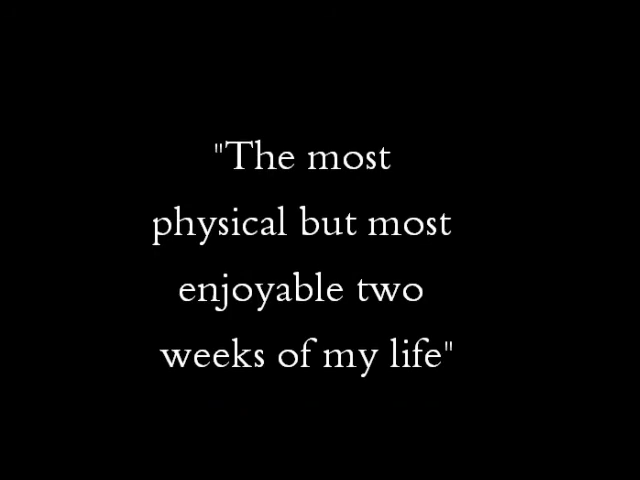 "The most
physical but most
enjoyable two
weeks of my life"